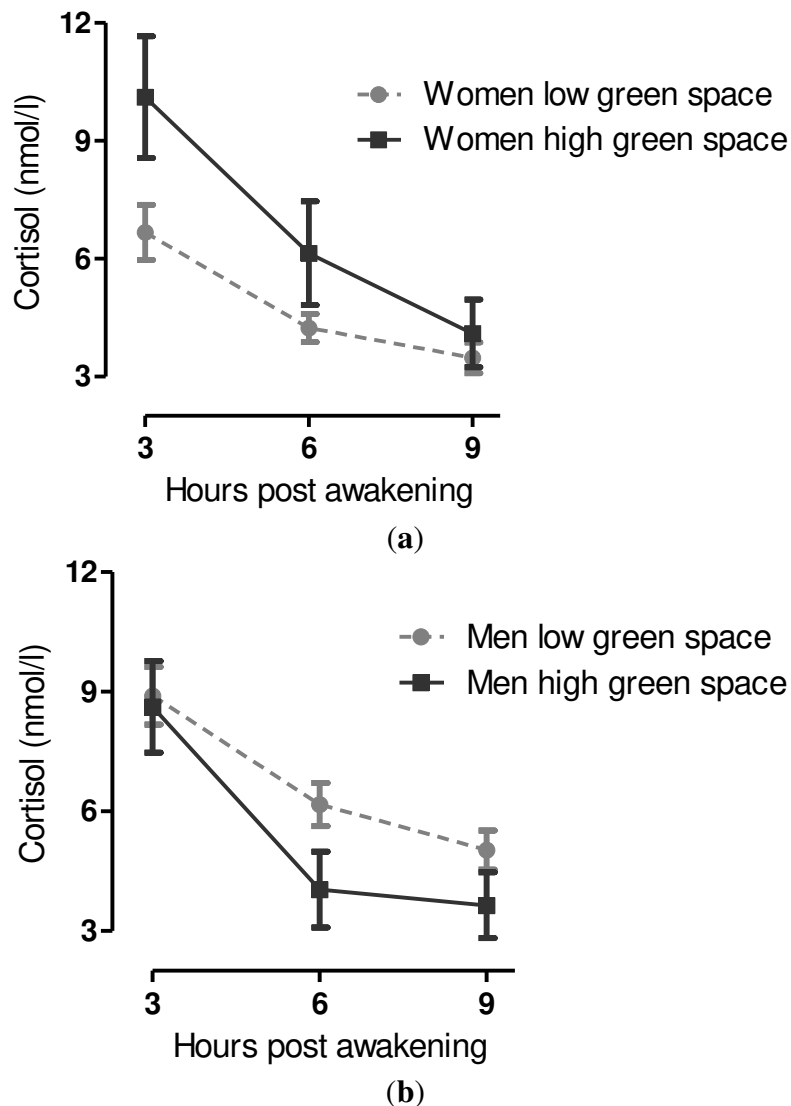 12
Women low green space
Women high green space
9
6
3
Cortisol (nmol/l)
3 6 9
Hours post awakening
(a)
12
Men low green space
Men high green space
9
6
3
Cortisol (nmol/l)
3 6 9
Hours post awakening
(b)